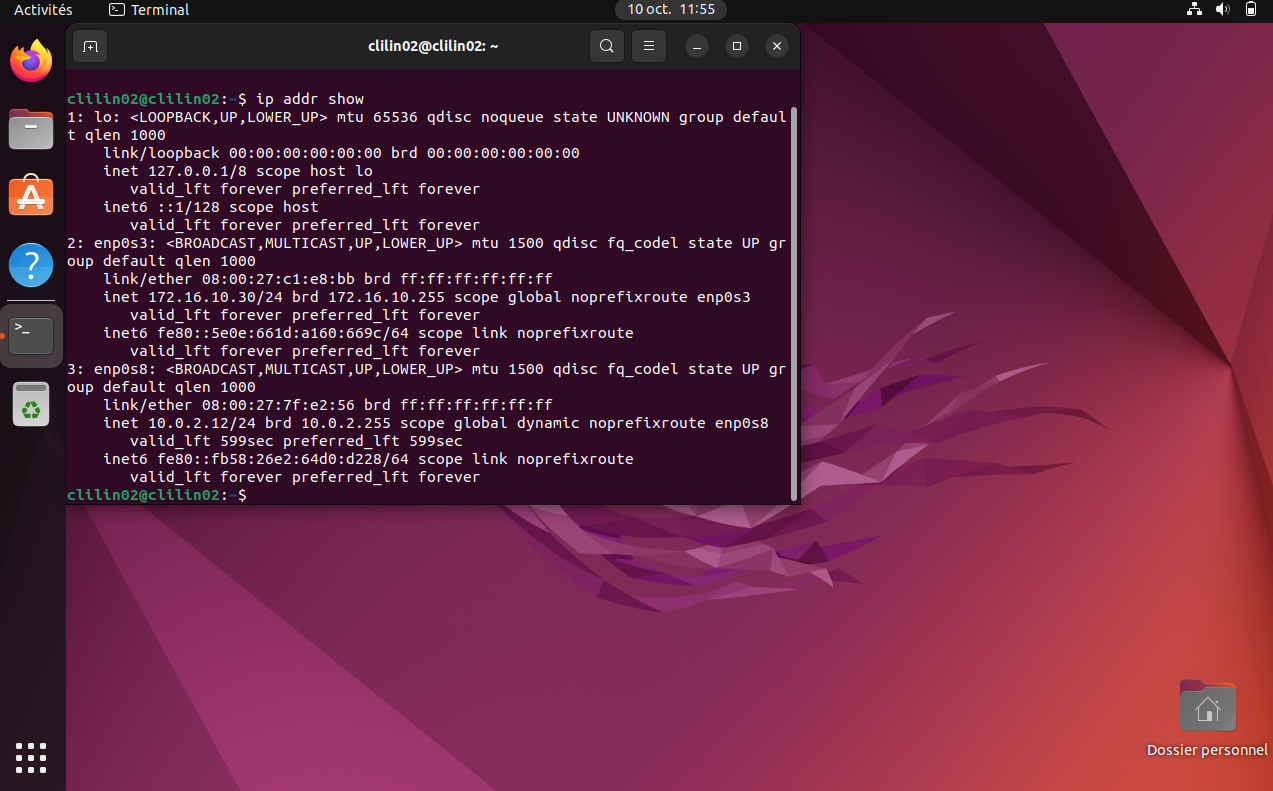 Activités
Terminal
10 oct. 11:55
clilin02@clilin02: ~
clilin02@clilin02:~$ ip addr show
1: lo: <LOOPBACK,UP,LOWER_UP> mtu 65536 qdisc noqueue state UNKNOWN group defaul
t qlen 1000
    link/loopback 00:00:00:00:00:00 brd 00:00:00:00:00:00
    inet 127.0.0.1/8 scope host lo
       valid_lft forever preferred_lft forever
    inet6 ::1/128 scope host
       valid_lft forever preferred_lft forever
2: enp0s3: <BROADCAST,MULTICAST,UP,LOWER_UP> mtu 1500 qdisc fq_codel state UP gr
oup default qlen 1000
    link/ether 08:00:27:c1:e8:bb brd ff:ff:ff:ff:ff:ff
    inet 172.16.10.30/24 brd 172.16.10.255 scope global noprefixroute enp0s3
       valid_lft forever preferred_lft forever
    inet6 fe80::5e0e:661d:a160:669c/64 scope link noprefixroute
       valid_lft forever preferred_lft forever
3: enp0s8: <BROADCAST,MULTICAST,UP,LOWER_UP> mtu 1500 qdisc fq_codel state UP gr
oup default qlen 1000
    link/ether 08:00:27:7f:e2:56 brd ff:ff:ff:ff:ff:ff
    inet 10.0.2.12/24 brd 10.0.2.255 scope global dynamic noprefixroute enp0s8
       valid_lft 599sec preferred_lft 599sec
    inet6 fe80::fb58:26e2:64d0:d228/64 scope link noprefixroute
       valid_lft forever preferred_lft forever
clilin02@clilin02:~$
Dossier personnel